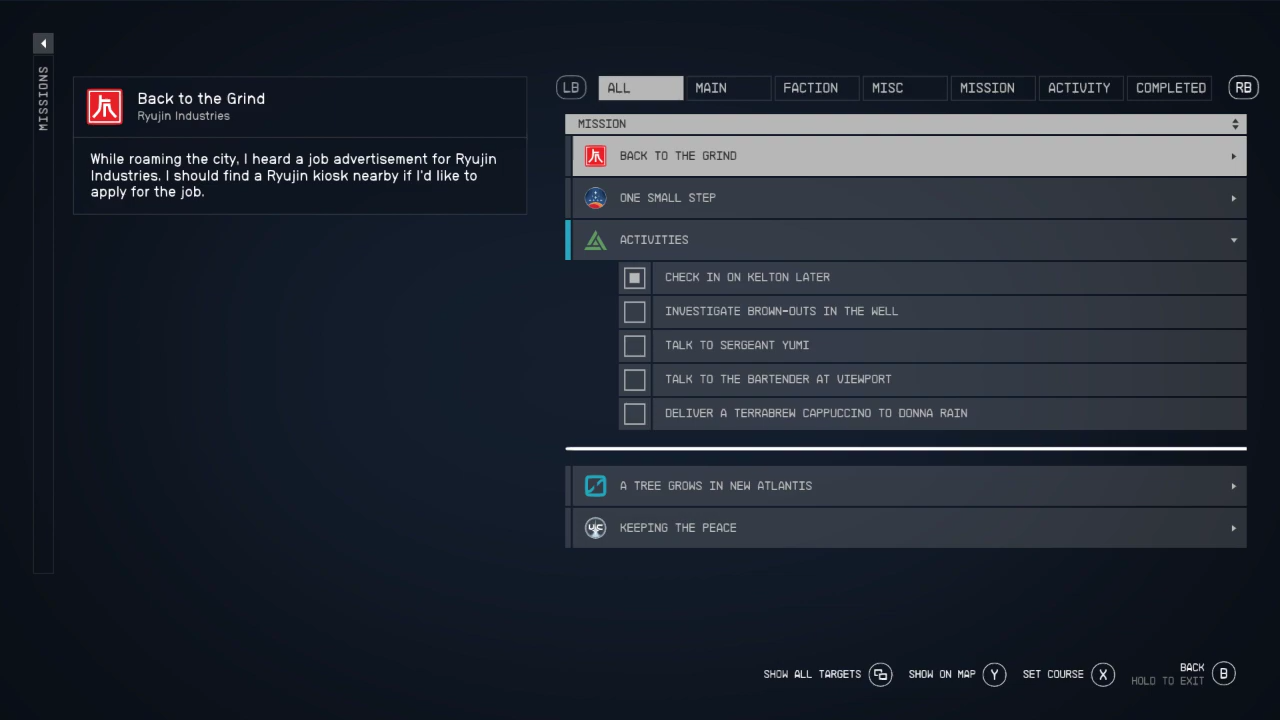 MISSIONS
Back to the Grind
Ryujin Industries
While roaming the city, I heard a job advertisement for Ryujin
Industries. I should find a Ryujin kiosk nearby if I'd like to
apply for the job.
LB ALL MAIN FACTION MISC MISSION ACTIVITY COMPLETED RB
MISSION
BACK TO THE GRIND
ONE SMALL STEP
ACTIVITIES
CHECK IN ON KELTON LATER
INVESTIGATE BROWN-OUTS IN THE WELL
TALK TO SERGEANT YUMI
TALK TO THE BARTENDER AT VIEWPORT
DELIVER A TERRABREW CAPPUCCINO TO DONNA RAIN
A TREE GROWS IN NEW ATLANTIS
UC KEEPING THE PEACE
SHOW ALL TARGETS SHOW ON MAP Y SET COURSE X BACK B
HOLD TO EXIT